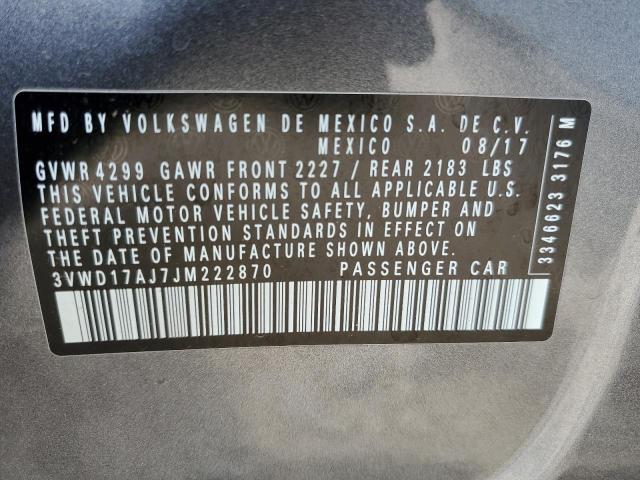 MFD BY VOLKSWAGEN DE MEXICO S.A. DE C.V.
MEXICO 08/17
GVWR 4299 GAWR FRONT 2227 / REAR 2183 LBS
THIS VEHICLE CONFORMS TO ALL APPLICABLE U.S.
FEDERAL MOTOR VEHICLE SAFETY, BUMPER AND
THEFT PREVENTION STANDARDS IN EFFECT ON
THE DATE OF MANUFACTURE SHOWN ABOVE.
3VWD17AJ7JM222870 PASSENGER CAR
3346623 3176 M